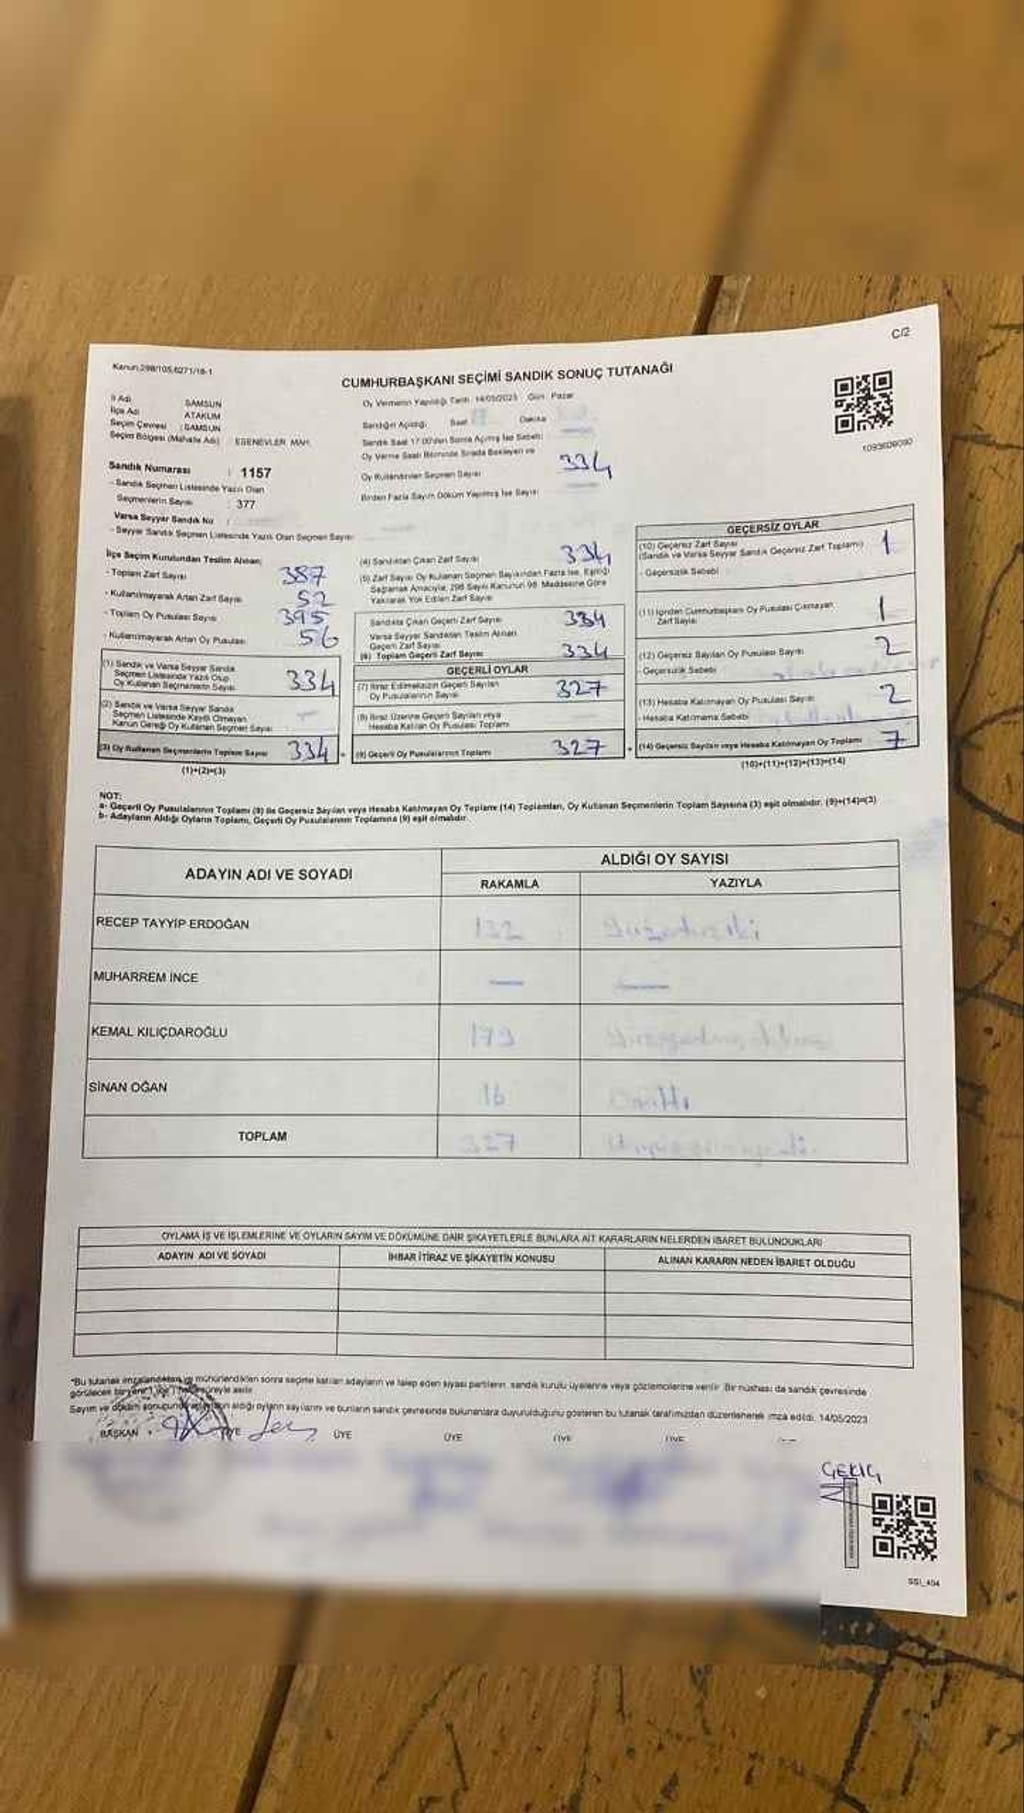 C/2
Kanun:298/105,6271/18-1
CUMHURBAŞKANI SEÇİMİ SANDIK SONUÇ TUTANAĞI
İl Adı SAMSUN
İlçe Adı ATAKUM
Seçim Çevresi : SAMSUN
Seçim Bölgesi (Mahalle Adı) : ESENEVLER MAH.
Sandık Numarası : 1157
- Sandık Seçmen Listesinde Yazılı Olan
Seçmenlerin Sayısı : 377
Varsa Seyyar Sandık No :
- Seyyar Sandık Seçmen Listesinde Yazılı Olan Seçmen Sayısı
Oy Vermenin Yapıldığı Tarih 14/05/2023 Gün Pazar
Sandığın Açıldığı Saat Dakika
Sandık Saat 17.00'den Sonra Açılmış İse Sebebi:
Oy Verme Saati Bitiminde Sırada Bekleyen ve
Oy Kullandırılan Seçmen Sayısı 334
Birden Fazla Sayım Döküm Yapılmış İse Sayısı
1093608090
İlçe Seçim Kurulundan Teslim Alınan;
- Toplam Zarf Sayısı 387
- Kullanılmayarak Artan Zarf Sayısı 52
- Toplam Oy Pusulası Sayısı 395
- Kullanılmayarak Artan Oy Pusulası 56
(1) Sandık ve Varsa Seyyar Sandık
Seçmen Listesinde Yazılı Olup
Oy Kullanan Seçmenlerin Sayısı 334
(2) Sandık ve Varsa Seyyar Sandık
Seçmen Listesinde Kayıtlı Olmayan
Kanun Gereği Oy Kullanan Seçmen Sayısı -
(3) Oy Kullanan Seçmenlerin Toplam Sayısı 334
(1)+(2)=(3)
(4) Sandıktan Çıkan Zarf Sayısı 334
(5) Zarf Sayısı Oy Kullanan Seçmen Sayısından Fazla İse, Eşitliği
Sağlamak Amacıyla, 298 Sayılı Kanunun 98. Maddesine Göre
Yakılarak Yok Edilen Zarf Sayısı
Sandıkta Çıkan Geçerli Zarf Sayısı 334
Varsa Seyyar Sandıktan Teslim Alınan
Geçerli Zarf Sayısı
(6) Toplam Geçerli Zarf Sayısı 334
GEÇERLİ OYLAR
(7) İtiraz Edilmeksizin Geçerli Sayılan
Oy Pusulalarının Sayısı 327
(8) İtiraz Üzerine Geçerli Sayılan veya
Hesaba Katılan Oy Pusulası Toplamı
(9) Geçerli Oy Pusulalarının Toplamı 327
GEÇERSİZ OYLAR
(10) Geçersiz Zarf Sayısı
(Sandık ve Varsa Seyyar Sandık Geçersiz Zarf Toplamı) 1
- Geçersizlik Sebebi
(11) İçinden Cumhurbaşkanı Oy Pusulası Çıkmayan
Zarf Sayısı 1
(12) Geçersiz Sayılan Oy Pusulası Sayısı 2
- Geçersizlik Sebebi
(13) Hesaba Katılmayan Oy Pusulası Sayısı 2
- Hesaba Katılmama Sebebi
(14) Geçersiz Sayılan veya Hesaba Katılmayan Oy Toplamı 7
(10)+(11)+(12)+(13)=(14)
NOT:
a- Geçerli Oy Pusulalarının Toplamı (9) ile Geçersiz Sayılan veya Hesaba Katılmayan Oy Toplamı (14) Toplamları, Oy Kullanan Seçmenlerin Toplam Sayısına (3) eşit olmalıdır. (9)+(14)=(3)
b- Adayların Aldığı Oyların Toplamı, Geçerli Oy Pusulalarının Toplamına (9) eşit olmalıdır.
ADAYIN ADI VE SOYADI ALDIĞI OY SAYISI
RAKAMLA YAZIYLA
RECEP TAYYİP ERDOĞAN 132
MUHARREM İNCE —
KEMAL KILIÇDAROĞLU 179
SİNAN OĞAN 16 Onaltı
TOPLAM 327
OYLAMA İŞ VE İŞLEMLERİNE VE OYLARIN SAYIM VE DÖKÜMÜNE DAİR ŞİKAYETLERLE BUNLARA AİT KARARLARIN NELERDEN İBARET BULUNDUKLARI
ADAYIN ADI VE SOYADI İHBAR İTİRAZ VE ŞİKAYETİN KONUSU ALINAN KARARIN NEDEN İBARET OLDUĞU
*Bu tutanak imzalandıktan ve mühürlendikten sonra seçime katılan adayların ve talep eden siyasi partilerin, sandık kurulu üyelerine veya gözlemcilerine verilir. Bir nüshası da sandık çevresinde
görülecek bir yere asılır.
Sayım ve döküm sonucunda adayların aldığı oyların sayılarını ve bunların sandık çevresinde bulunanlara duyurulduğunu gösteren bu tutanak tarafımızdan düzenlenerek imza edildi. 14/05/2023
BAŞKAN ÜYE ÜYE ÜYE ÜYE ÜYE
SSI_404